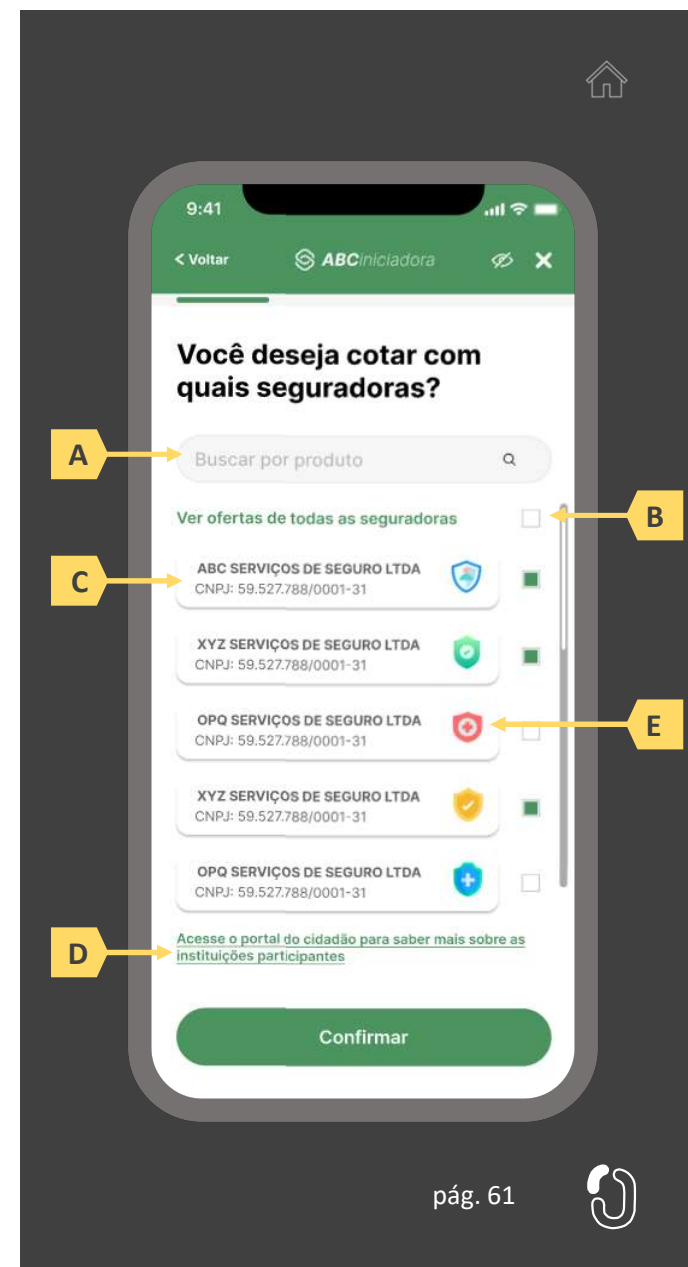 9:41
< Voltar
ABCiniciadora
Você deseja cotar com
quais seguradoras?
A
Buscar por produto
Ver ofertas de todas as seguradoras
B
C
ABC SERVIÇOS DE SEGURO LTDA
CNPJ: 59.527.788/0001-31
XYZ SERVIÇOS DE SEGURO LTDA
CNPJ: 59.527.788/0001-31
OPQ SERVIÇOS DE SEGURO LTDA
CNPJ: 59.527.788/0001-31
E
XYZ SERVIÇOS DE SEGURO LTDA
CNPJ: 59.527.788/0001-31
OPQ SERVIÇOS DE SEGURO LTDA
CNPJ: 59.527.788/0001-31
D
Acesse o portal do cidadão para saber mais sobre as
instituições participantes
Confirmar
pág. 61